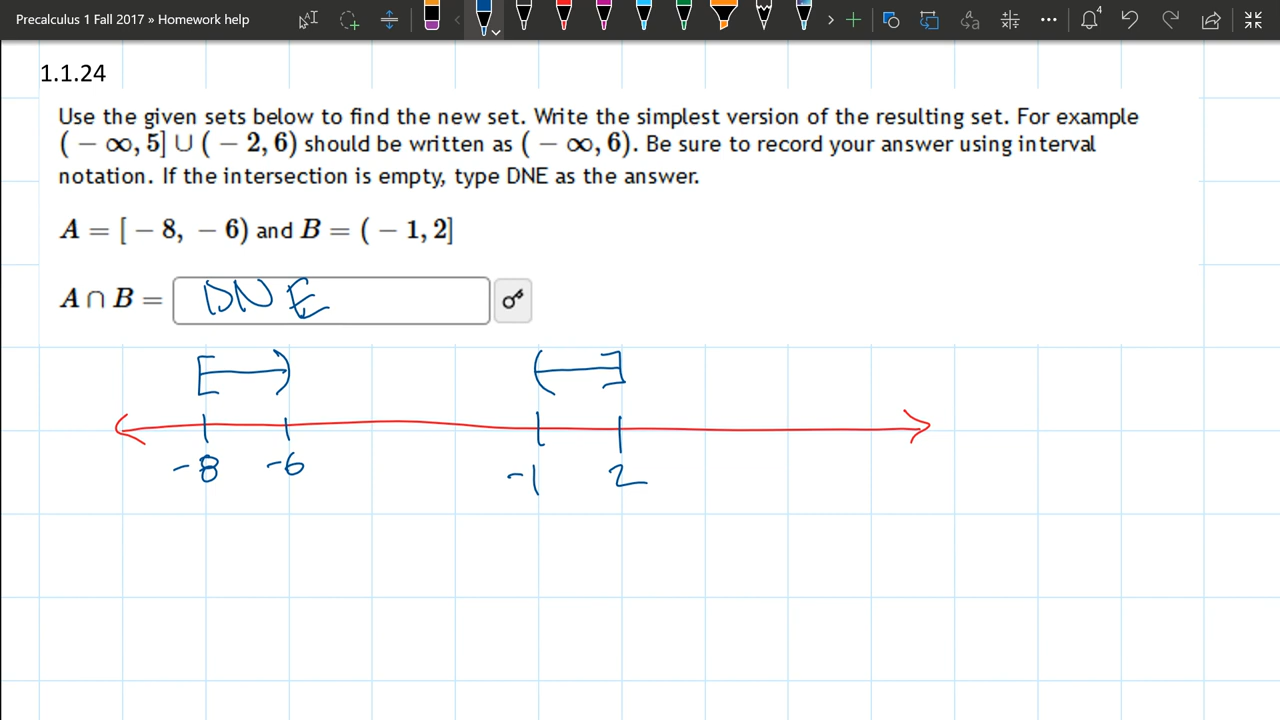 Precalculus 1 Fall 2017 » Homework help
4
1.1.24
Use the given sets below to find the new set. Write the simplest version of the resulting set. For example
(−∞, 5] ∪ (−2, 6) should be written as (−∞, 6). Be sure to record your answer using interval
notation. If the intersection is empty, type DNE as the answer.
A = [−8, −6) and B = (−1, 2]
A ∩ B = DNE
-8 -6 -1 2